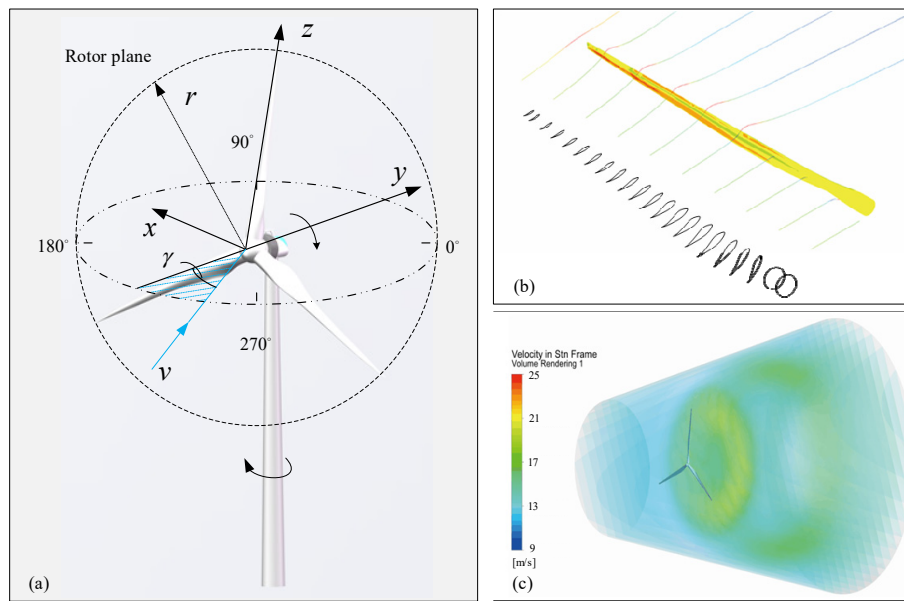 Rotor plane
z
r
90°
y
x
180°
0°
γ
270°
v
(a)
(b)
Velocity in Stn Frame
Volume Rendering 1
25
21
17
13
9
[m/s]
(c)